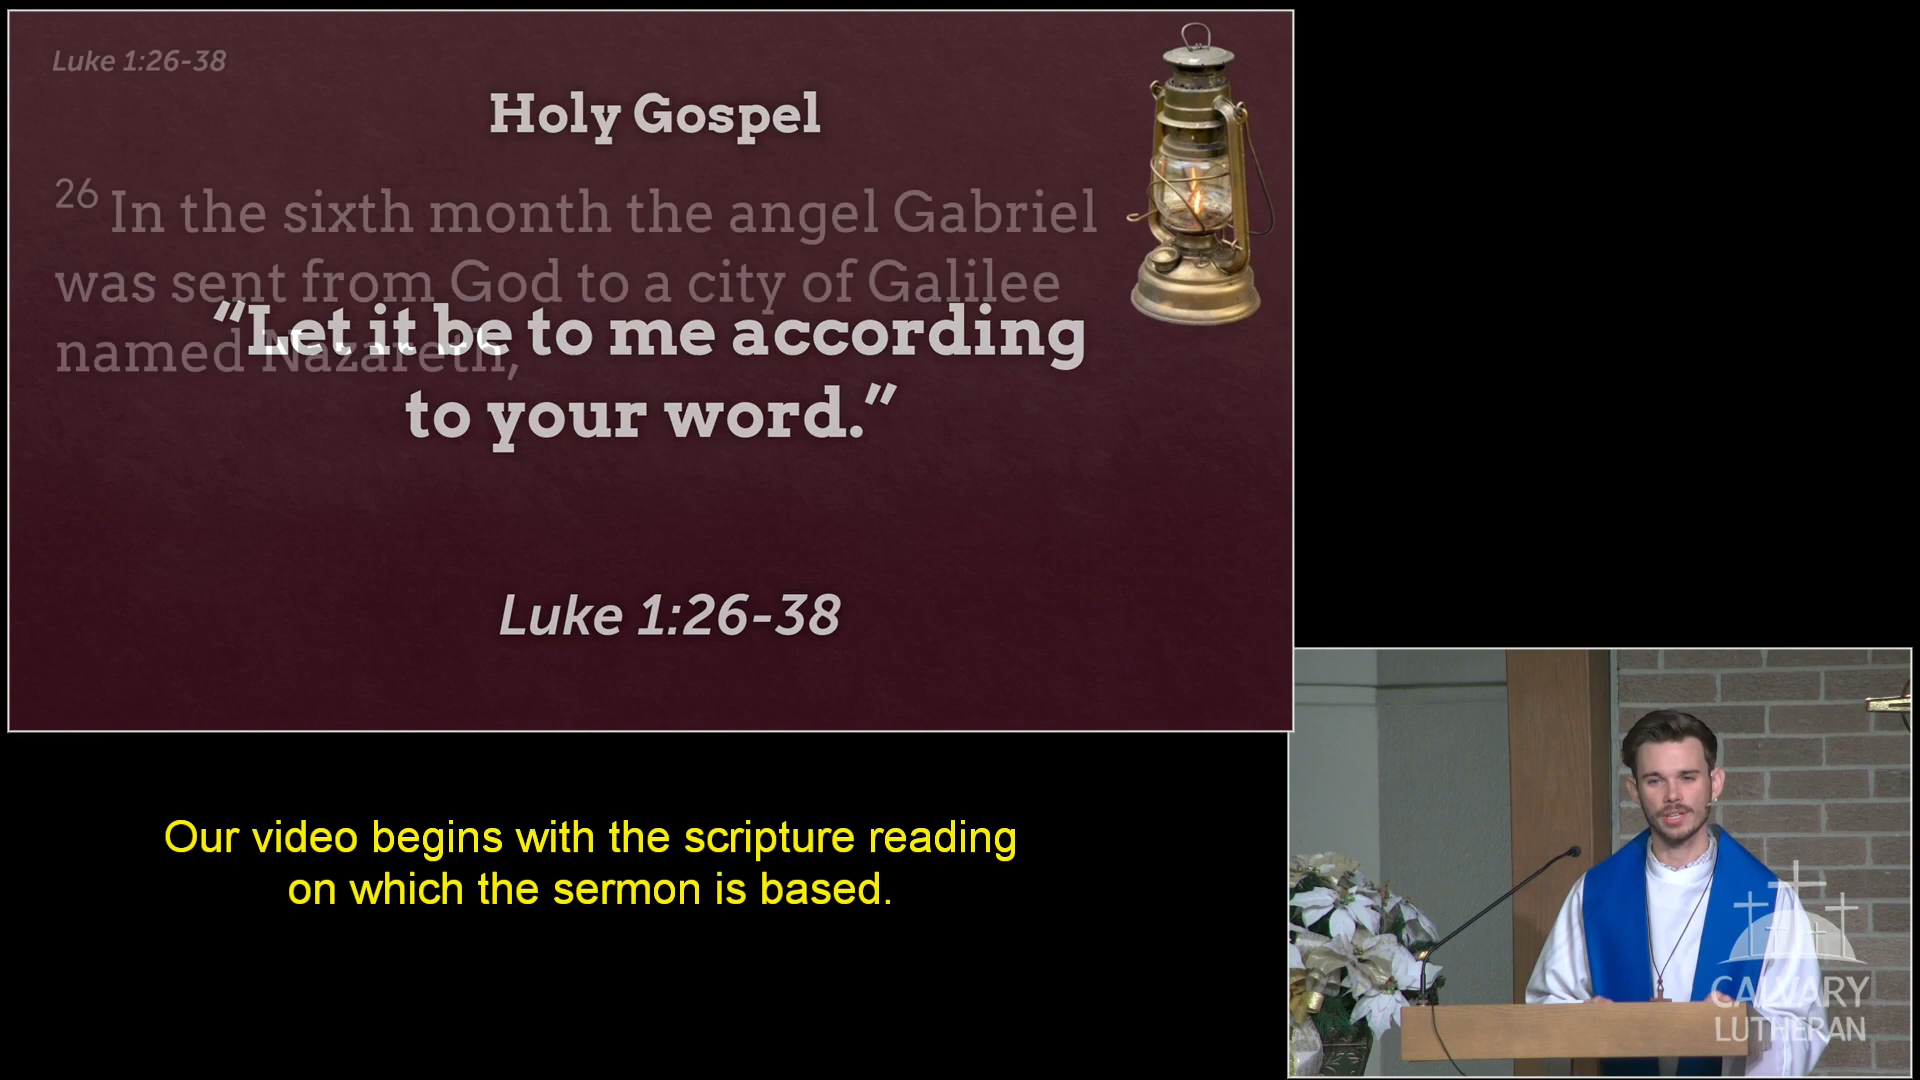 Luke 1:26-38
Holy Gospel
26 In the sixth month the angel Gabriel
was sent from God to a city of Galilee
named Nazareth,
“Let it be to me according
to your word.”
Luke 1:26-38
Our video begins with the scripture reading
on which the sermon is based.
CALVARY
LUTHERAN